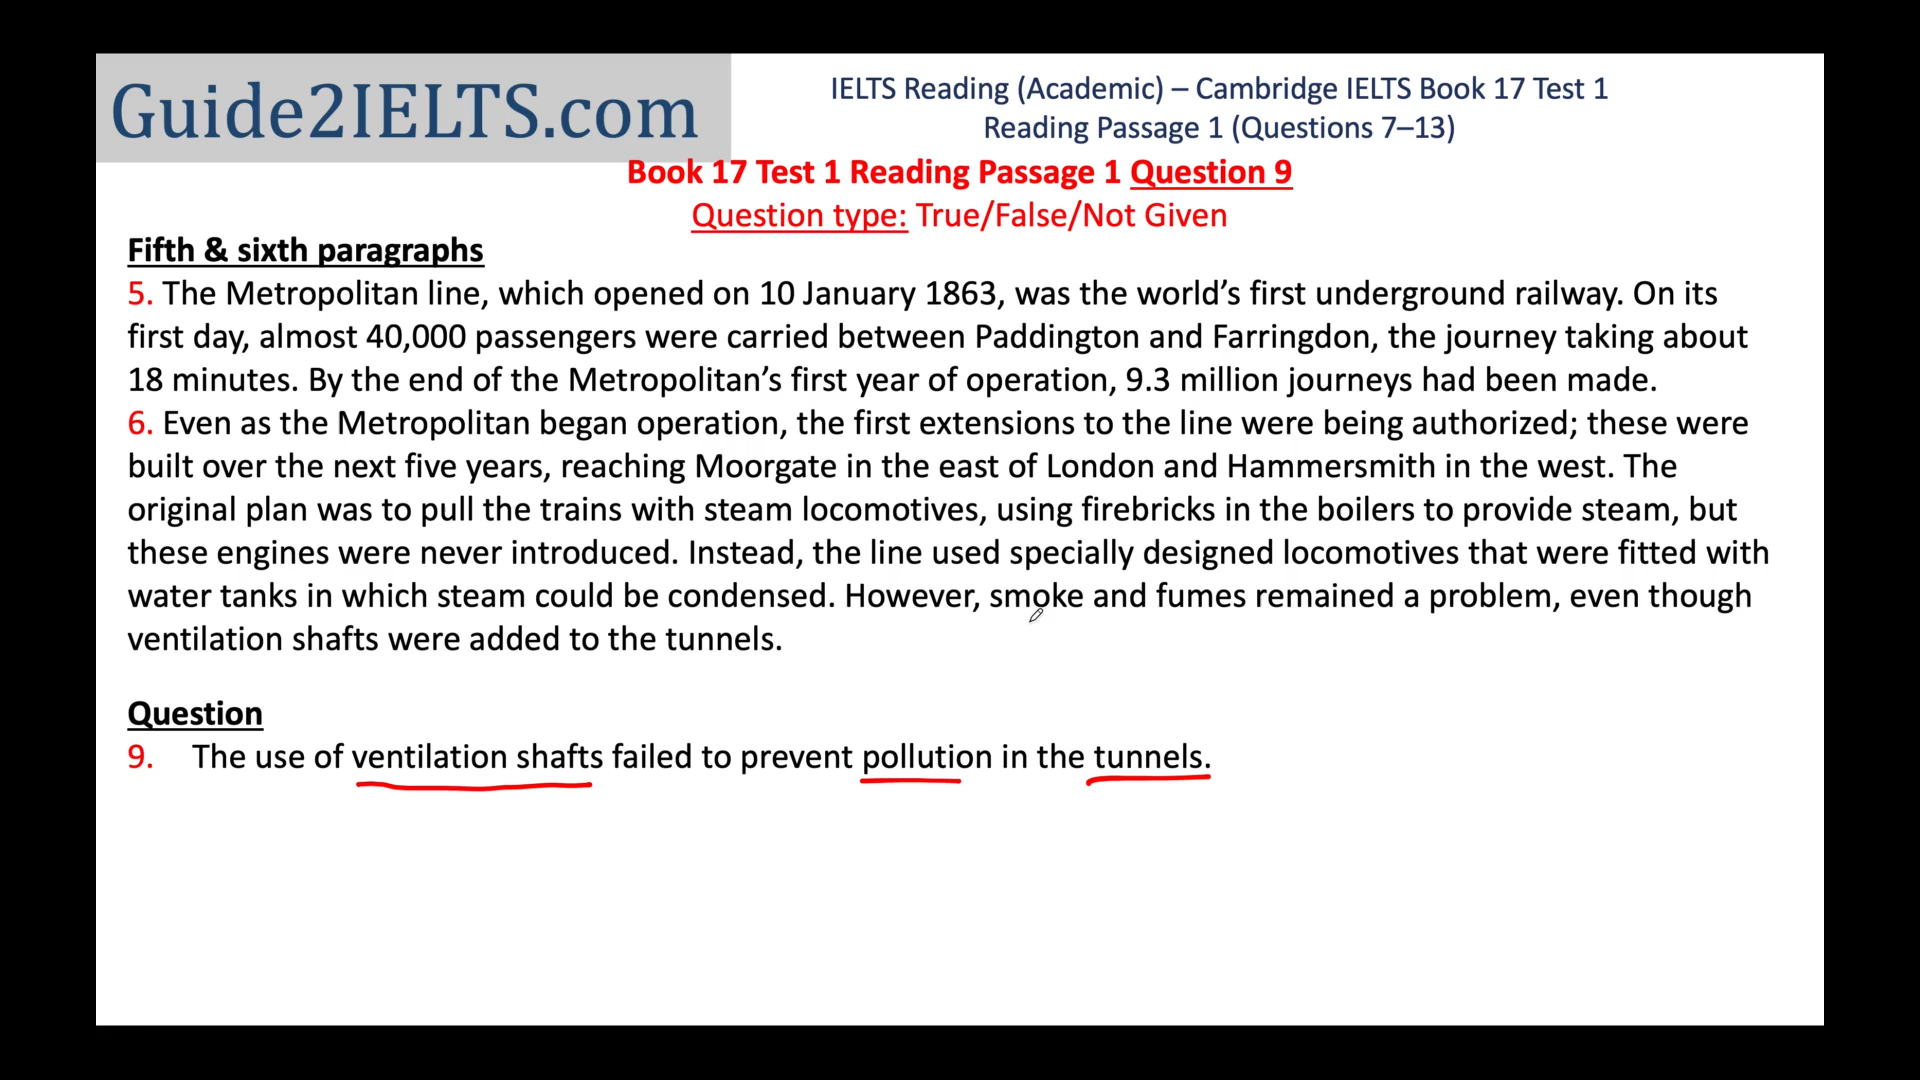 Guide2IELTS.com
IELTS Reading (Academic) – Cambridge IELTS Book 17 Test 1
Reading Passage 1 (Questions 7–13)
Book 17 Test 1 Reading Passage 1 Question 9
Question type: True/False/Not Given
Fifth & sixth paragraphs
5. The Metropolitan line, which opened on 10 January 1863, was the world’s first underground railway. On its
first day, almost 40,000 passengers were carried between Paddington and Farringdon, the journey taking about
18 minutes. By the end of the Metropolitan’s first year of operation, 9.3 million journeys had been made.
6. Even as the Metropolitan began operation, the first extensions to the line were being authorized; these were
built over the next five years, reaching Moorgate in the east of London and Hammersmith in the west. The
original plan was to pull the trains with steam locomotives, using firebricks in the boilers to provide steam, but
these engines were never introduced. Instead, the line used specially designed locomotives that were fitted with
water tanks in which steam could be condensed. However, smoke and fumes remained a problem, even though
ventilation shafts were added to the tunnels.
Question
9. The use of ventilation shafts failed to prevent pollution in the tunnels.